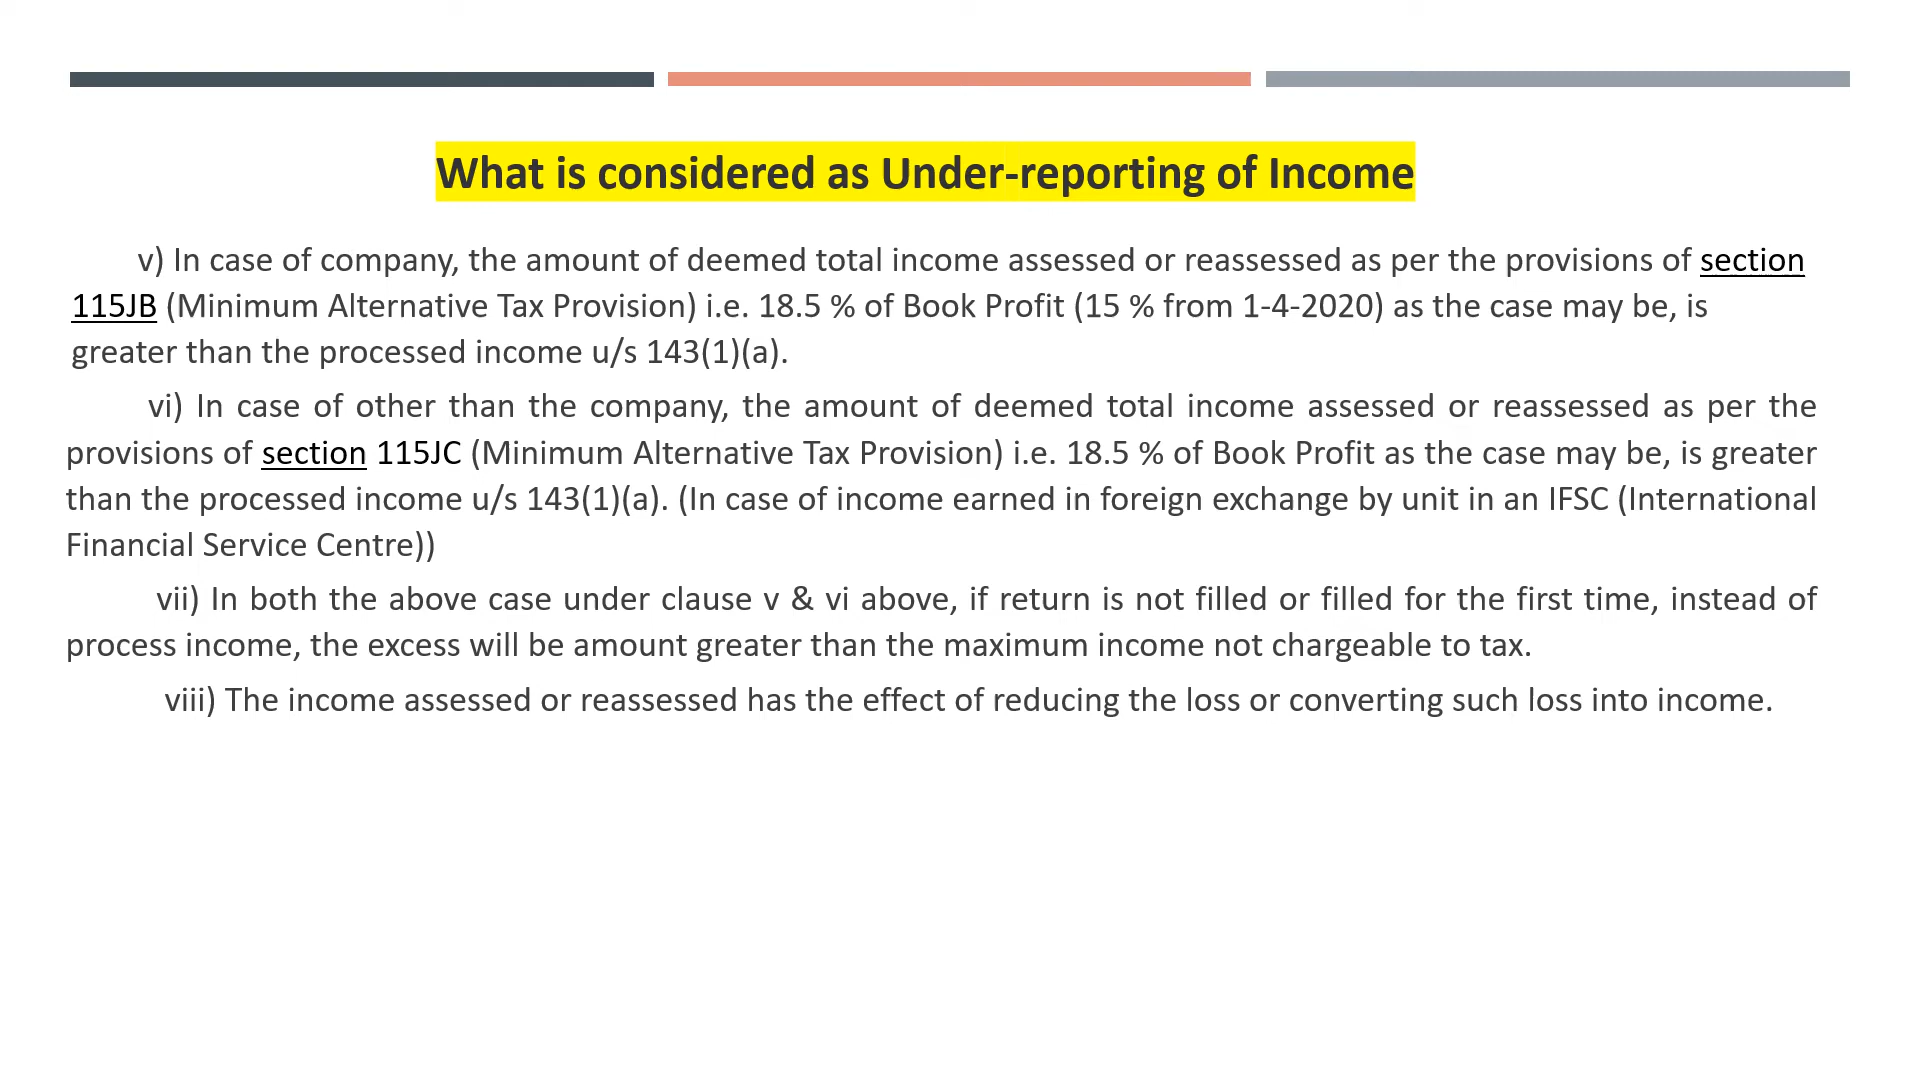 What is considered as Under-reporting of Income
v) In case of company, the amount of deemed total income assessed or reassessed as per the provisions of section
115JB (Minimum Alternative Tax Provision) i.e. 18.5 % of Book Profit (15 % from 1-4-2020) as the case may be, is
greater than the processed income u/s 143(1)(a).
vi) In case of other than the company, the amount of deemed total income assessed or reassessed as per the
provisions of section 115JC (Minimum Alternative Tax Provision) i.e. 18.5 % of Book Profit as the case may be, is greater
than the processed income u/s 143(1)(a). (In case of income earned in foreign exchange by unit in an IFSC (International
Financial Service Centre))
vii) In both the above case under clause v & vi above, if return is not filled or filled for the first time, instead of
process income, the excess will be amount greater than the maximum income not chargeable to tax.
viii) The income assessed or reassessed has the effect of reducing the loss or converting such loss into income.